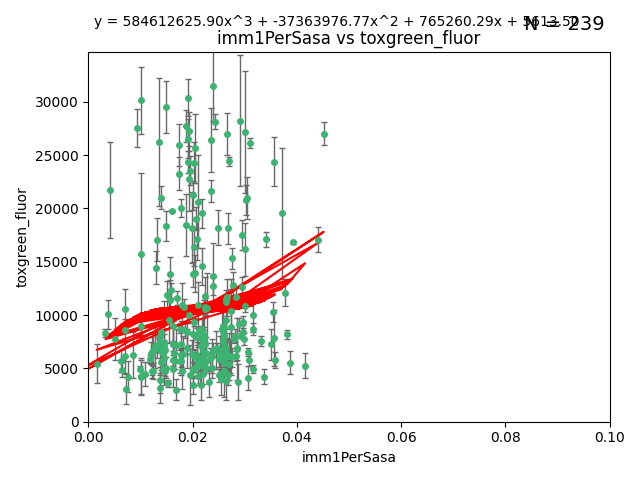 y = 584612625.90x^3 + -37363976.77x^2 + 765260.29x + 5613.50
N = 239
imm1PerSasa vs toxgreen_fluor
toxgreen_fluor
30000
25000
20000
15000
10000
5000
0
0.00 0.02 0.04 0.06 0.08 0.10
imm1PerSasa